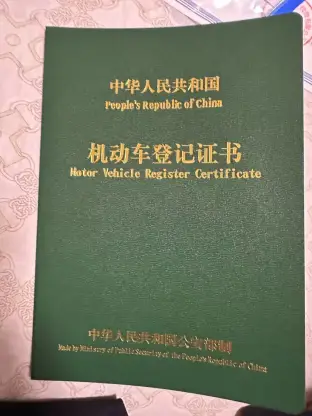 中华人民共和国
People's Republic of China
机动车登记证书
Motor Vehicle Register Certificate
中华人民共和国公安部制
Made by Ministry of Public Security of the People's Republic of China